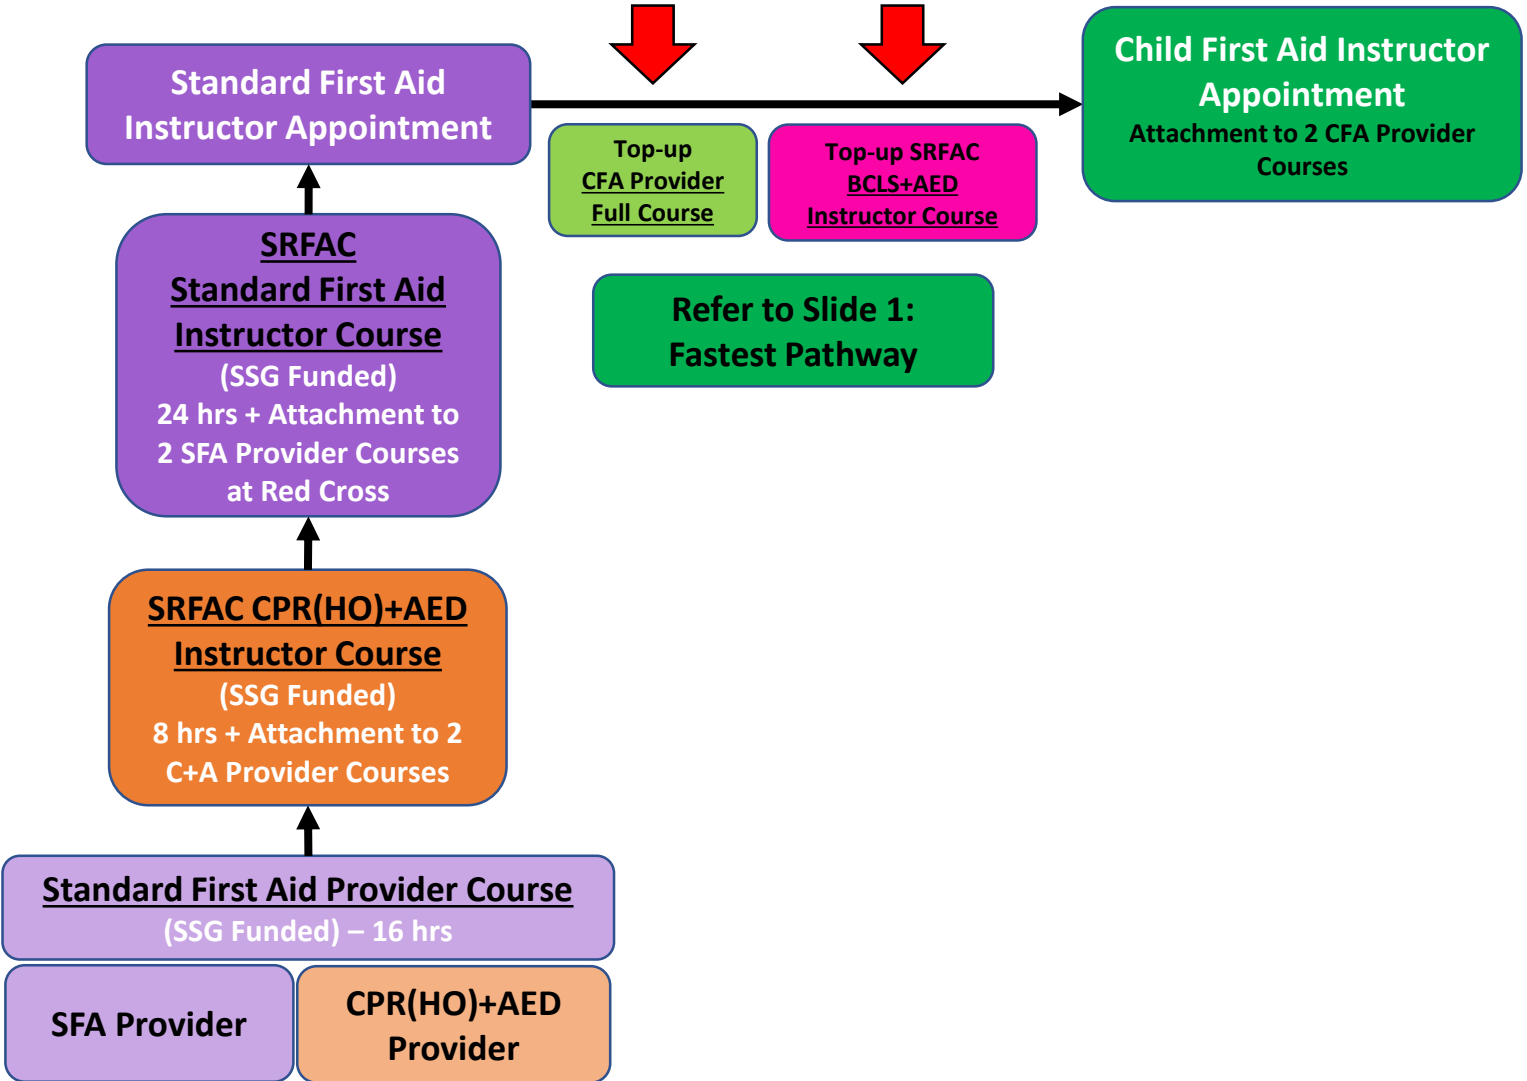 Standard First Aid
Instructor Appointment
Top-up
CFA Provider
Full Course
Top-up SRFAC
BCLS+AED
Instructor Course
Child First Aid Instructor
Appointment
Attachment to 2 CFA Provider
Courses
Refer to Slide 1:
Fastest Pathway
SRFAC
Standard First Aid
Instructor Course
(SSG Funded)
24 hrs + Attachment to
2 SFA Provider Courses
at Red Cross
SRFAC CPR(HO)+AED
Instructor Course
(SSG Funded)
8 hrs + Attachment to 2
C+A Provider Courses
Standard First Aid Provider Course
(SSG Funded) – 16 hrs
SFA Provider
CPR(HO)+AED
Provider